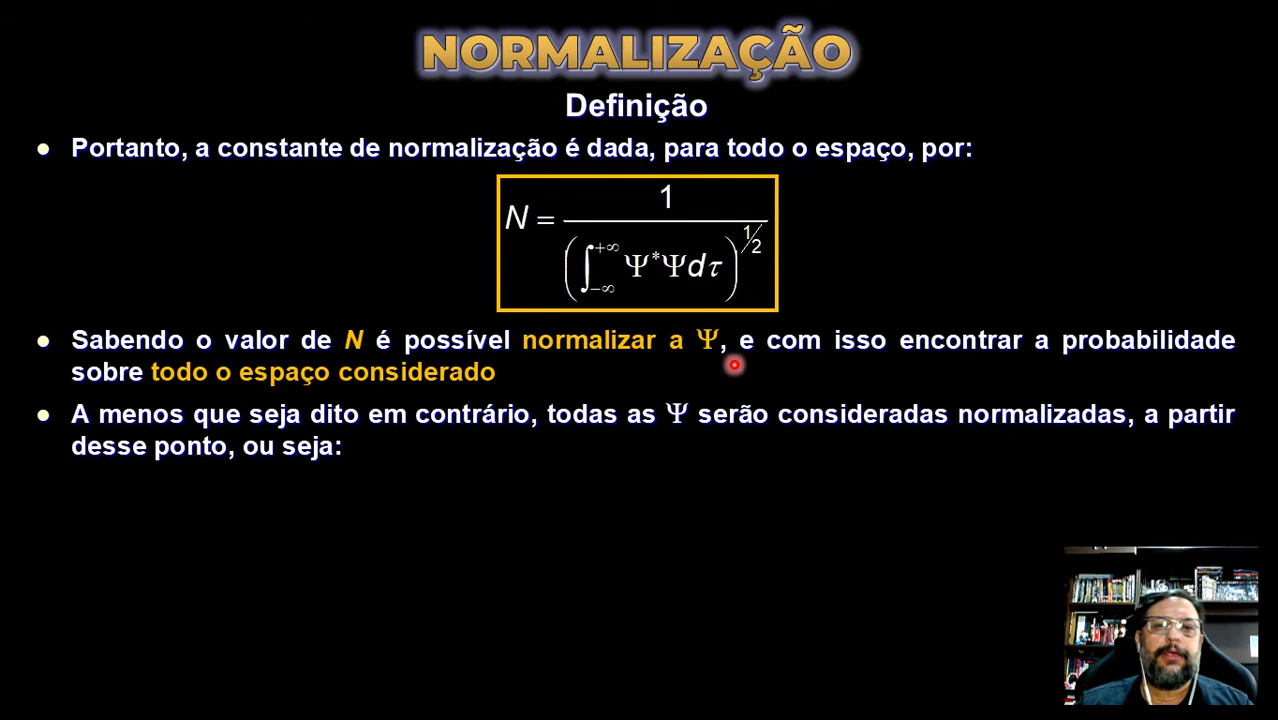 NORMALIZAÇÃO
Definição
● Portanto, a constante de normalização é dada, para todo o espaço, por:
N = 1 / (∫_{-∞}^{+∞} Ψ*Ψdτ)^{1/2}
● Sabendo o valor de N é possível normalizar a Ψ, e com isso encontrar a probabilidade
sobre todo o espaço considerado
● A menos que seja dito em contrário, todas as Ψ serão consideradas normalizadas, a partir
desse ponto, ou seja: